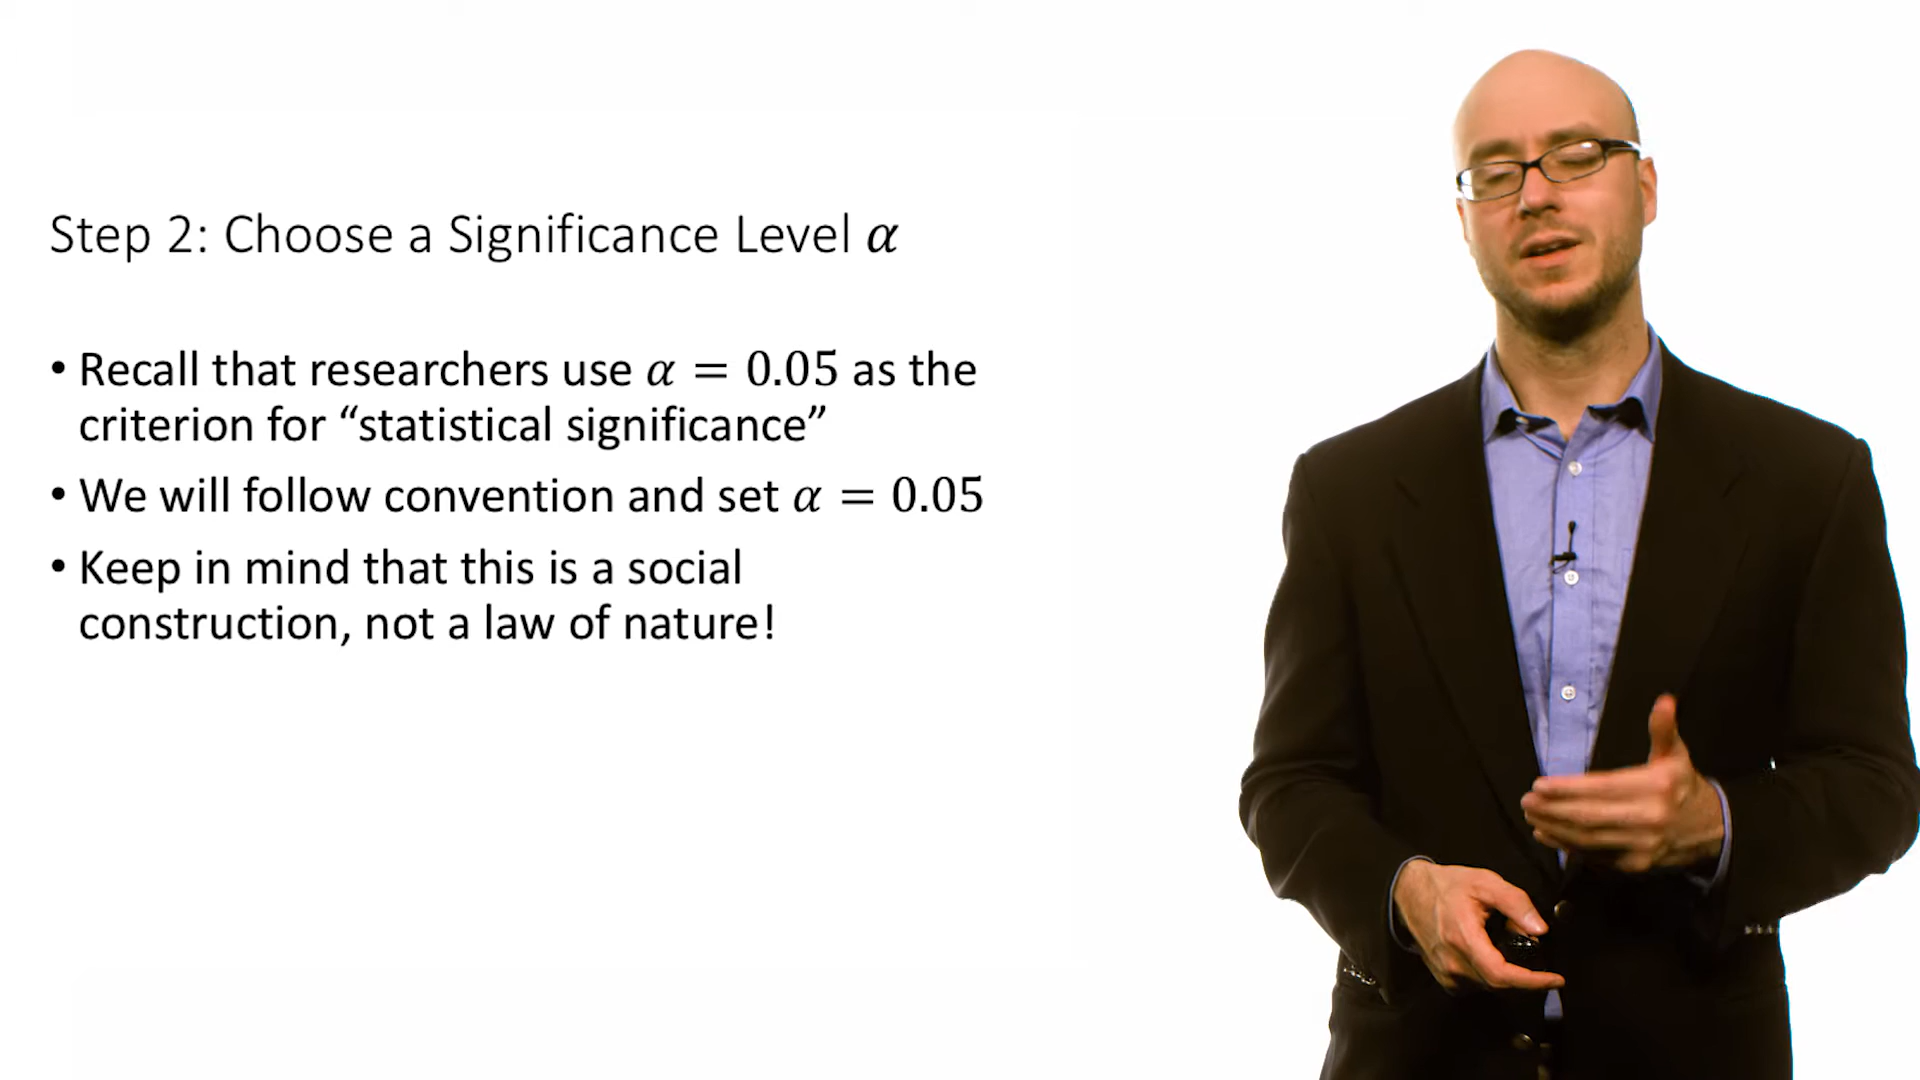 Step 2: Choose a Significance Level α
• Recall that researchers use α = 0.05 as the
criterion for “statistical significance”
• We will follow convention and set α = 0.05
• Keep in mind that this is a social
construction, not a law of nature!